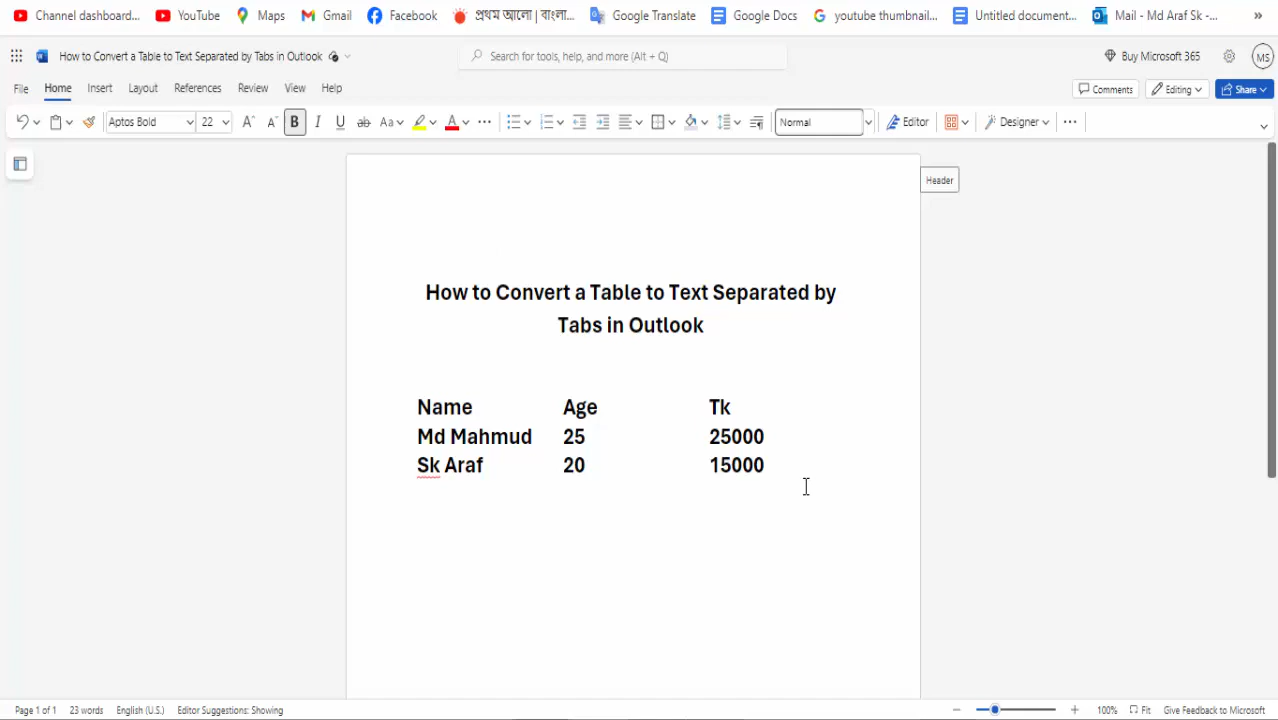 Channel dashboard... YouTube Maps Gmail Facebook প্রথম আলো | বাংলা... Google Translate Google Docs youtube thumbnail... Untitled document... Mail - Md Araf Sk -... »
How to Convert a Table to Text Separated by Tabs in Outlook Search for tools, help, and more (Alt + Q) Buy Microsoft 365 MS
File Home Insert Layout References Review View Help Comments Editing Share
Aptos Bold 22 A A B I U ab Aa A ... Normal Editor Designer ...
Header
How to Convert a Table to Text Separated by
Tabs in Outlook
Name Age Tk
Md Mahmud 25 25000
Sk Araf 20 15000
Page 1 of 1 23 words English (U.S.) Editor Suggestions: Showing − + 100% Fit Give Feedback to Microsoft